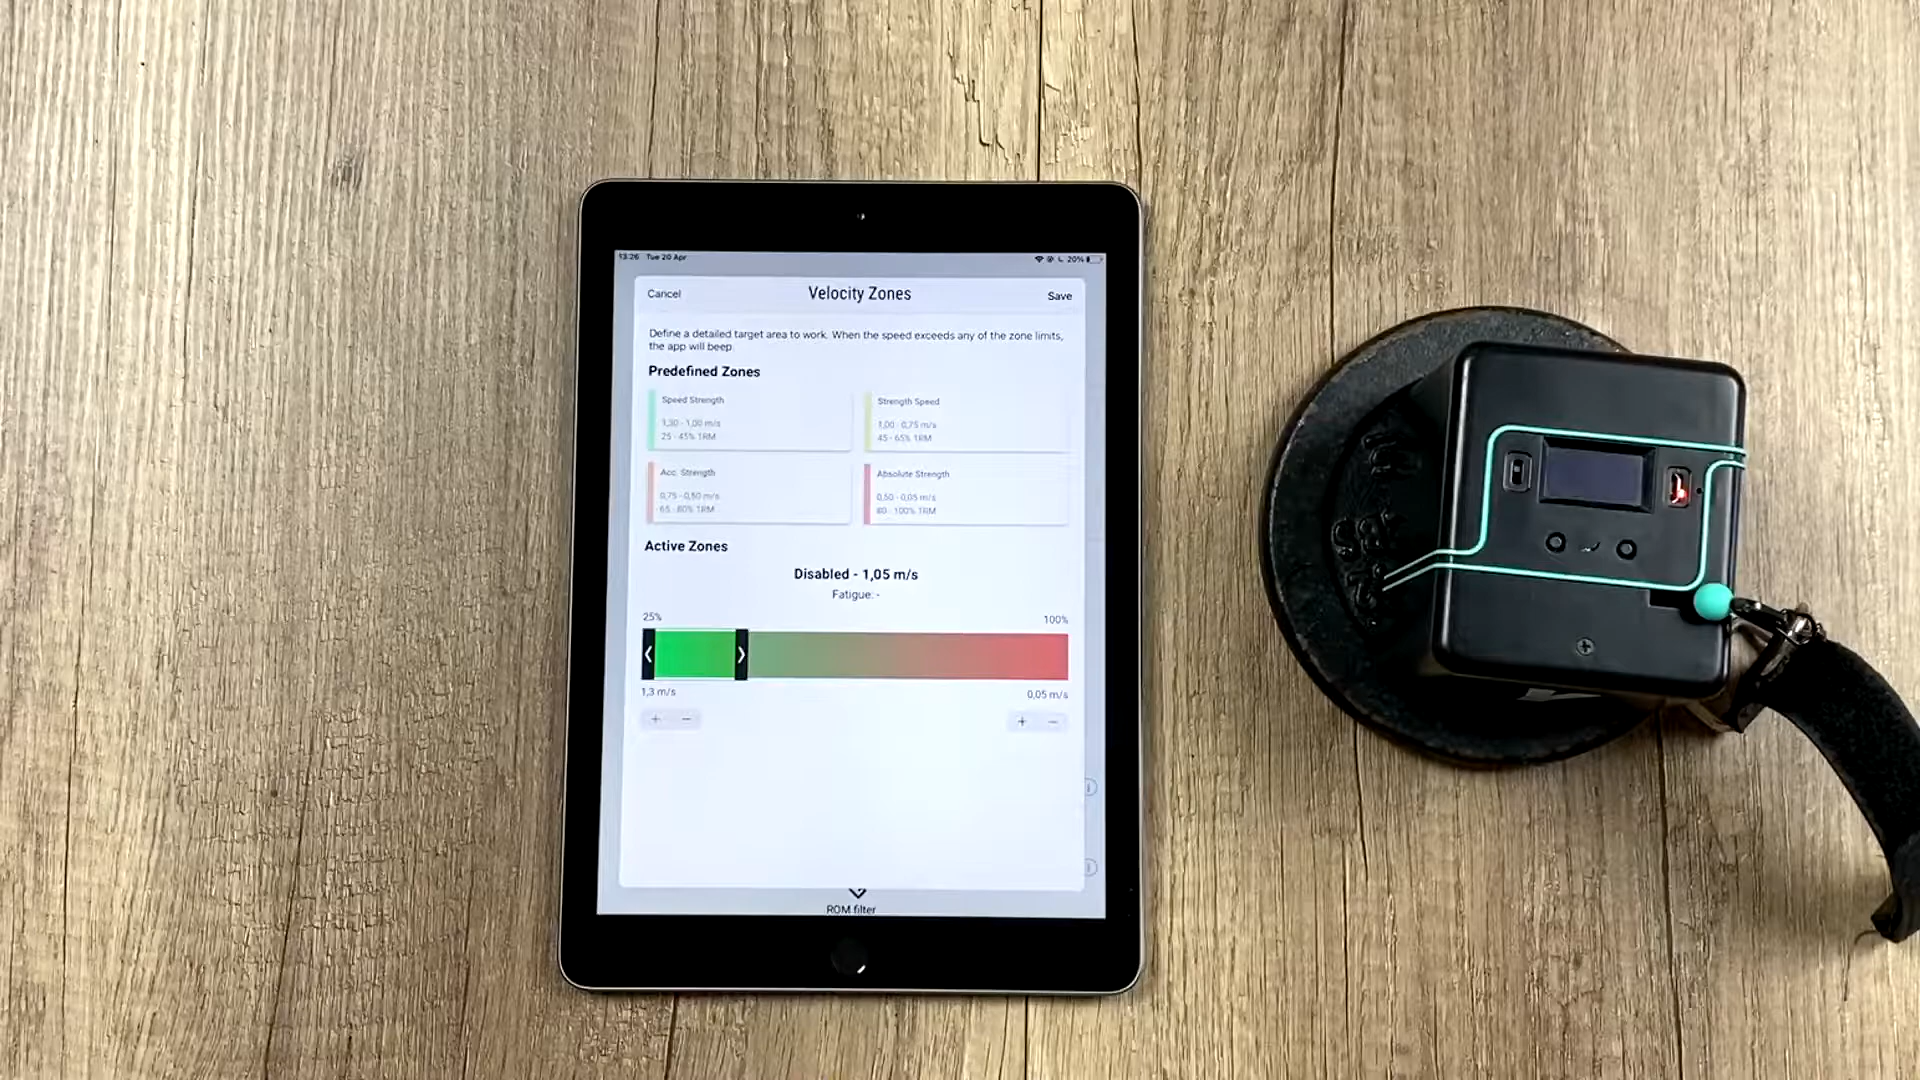 13:26 Tue 20 Apr
20%
Cancel
Velocity Zones
Save
Define a detailed target area to work. When the speed exceeds any of the zone limits,
the app will beep
Predefined Zones
Speed Strength
1,30 - 1,00 m/s
25 - 45% 1RM
Strength Speed
1,00 - 0,75 m/s
45 - 65% 1RM
Acc. Strength
0,75 - 0,50 m/s
65 - 80% 1RM
Absolute Strength
0,50 - 0,05 m/s
80 - 100% 1RM
Active Zones
Disabled - 1,05 m/s
Fatigue: -
25%
100%
1,3 m/s
0,05 m/s
+ −
+ −
ROM filter